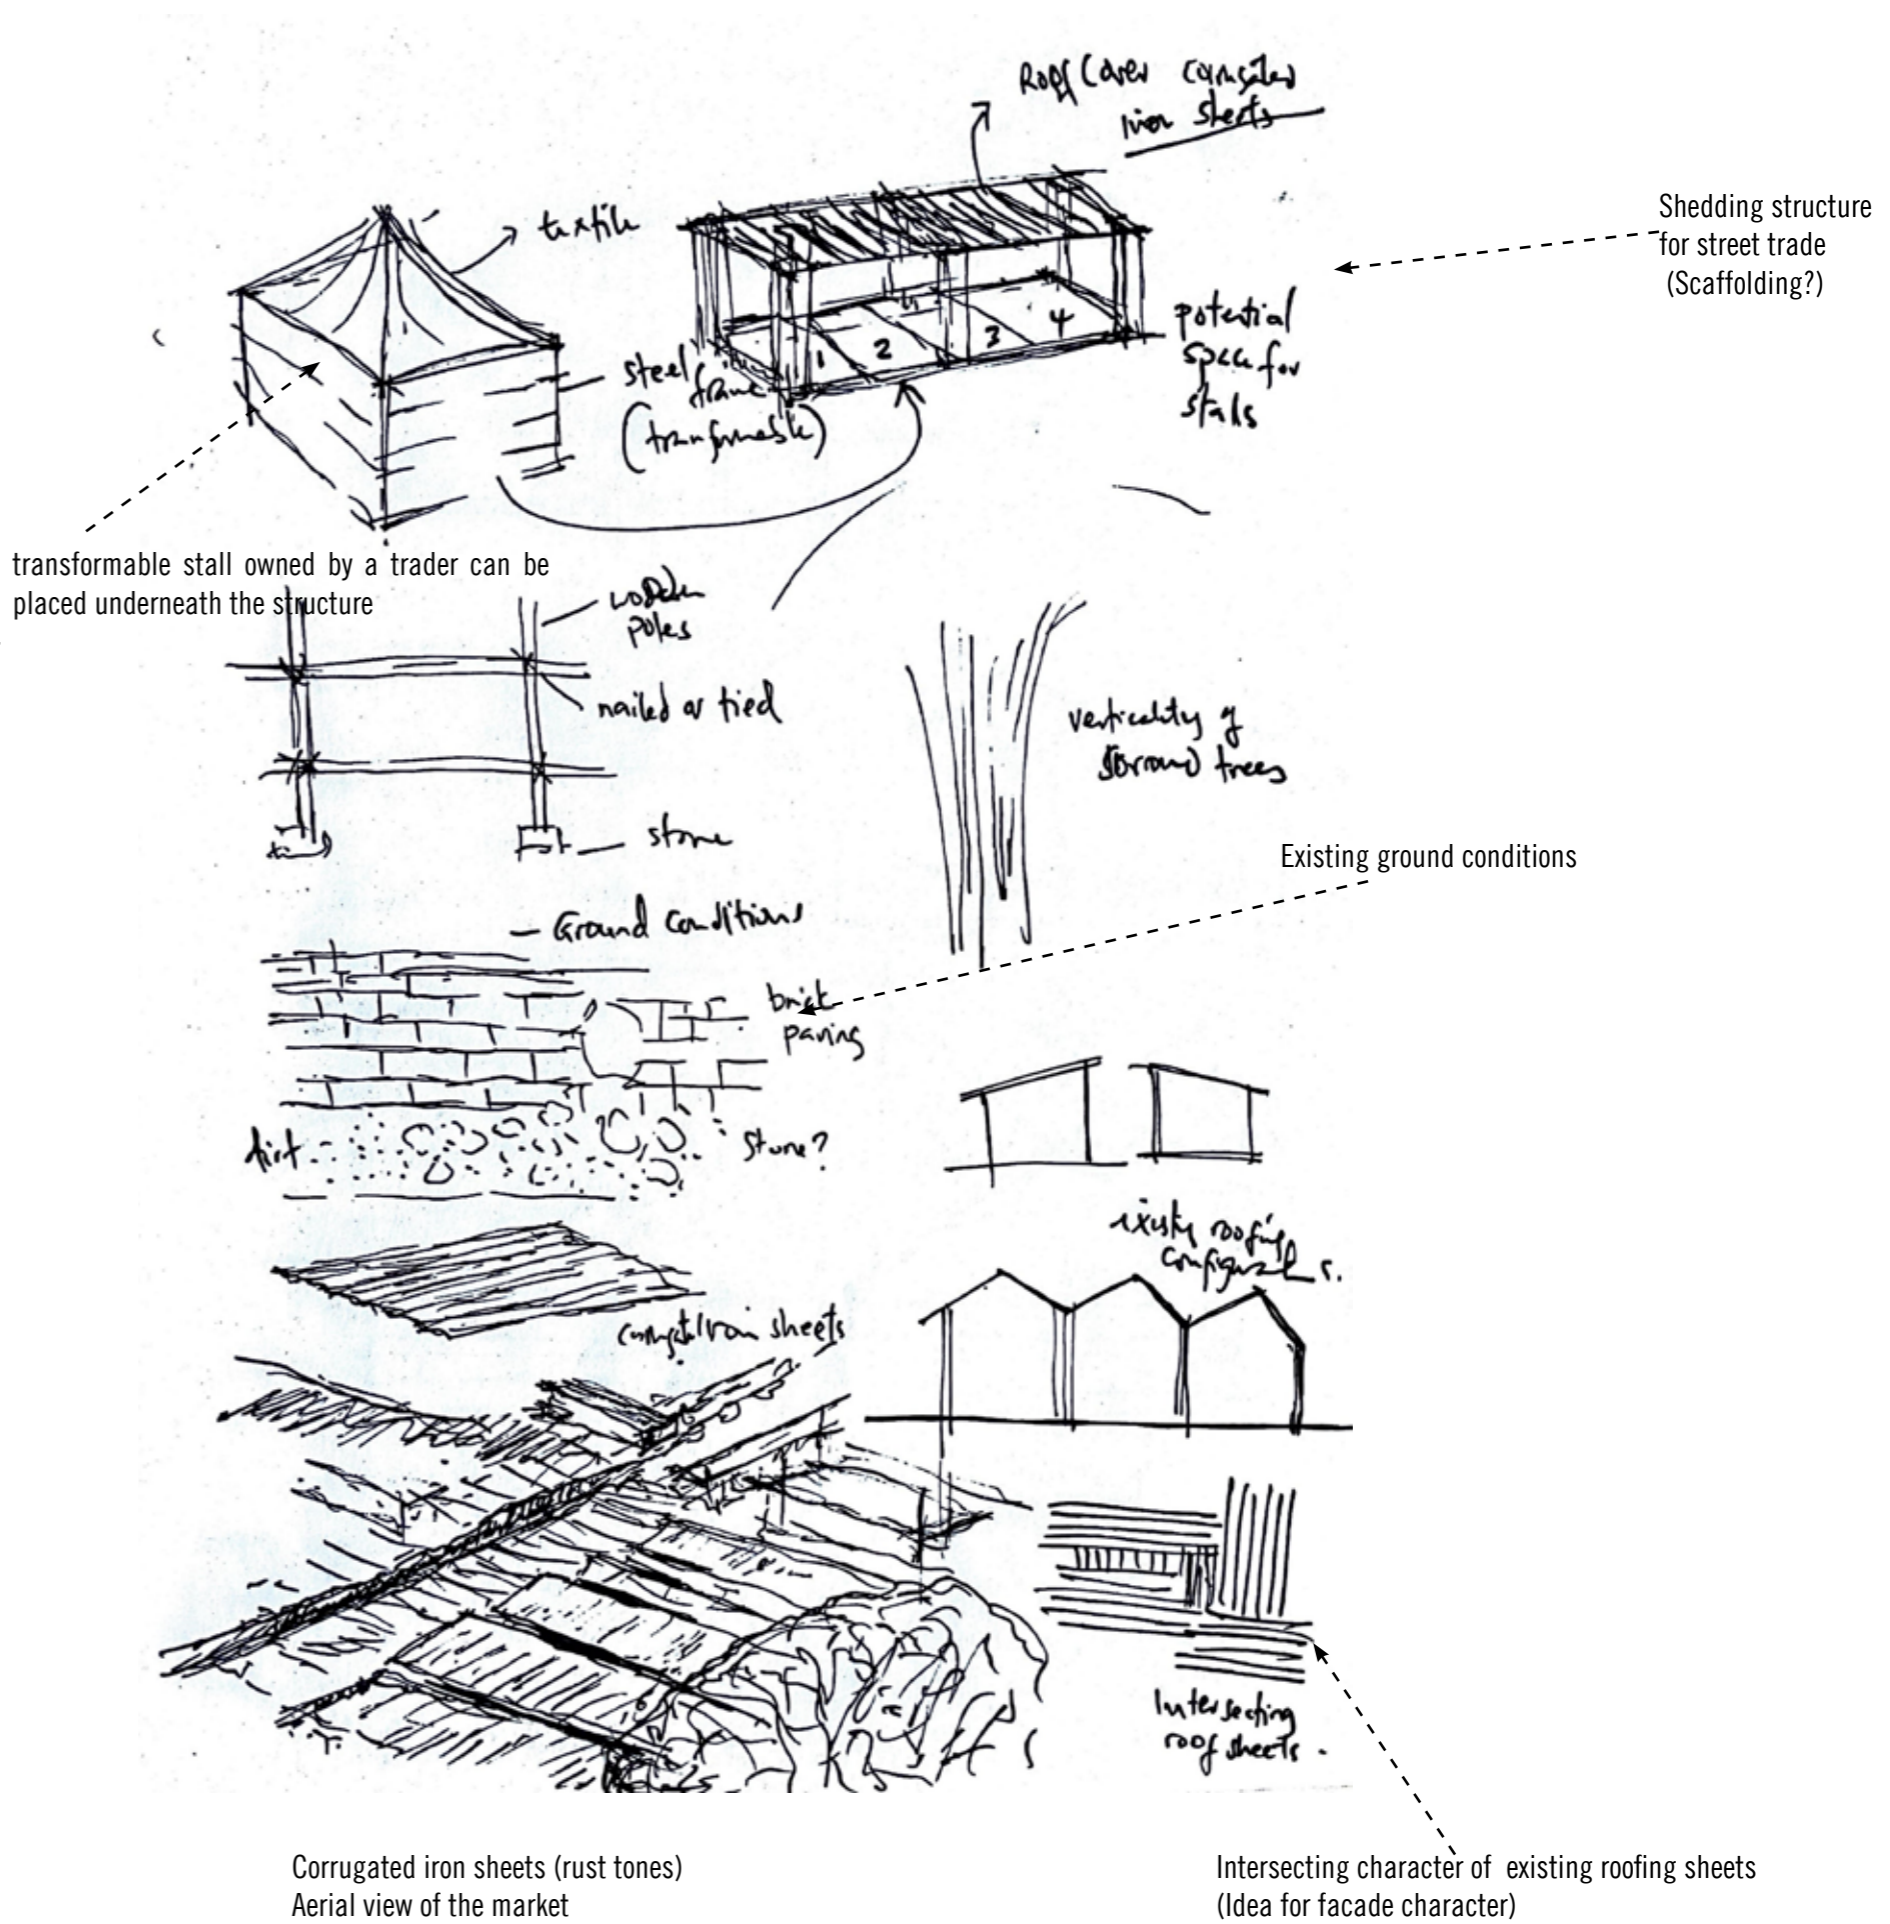 Roof Cover corrugated
iron sheets
Shedding structure
for street trade
(Scaffolding?)
textile
potential
space for
stalls
1 2 3 4
steel
frame
(transformable)
transformable stall owned by a trader can be
placed underneath the structure
wooden
poles
nailed or tied
verticality of
trees
stone
Existing ground conditions
– Ground Conditions
brick
paving
dirt
stone?
roofing
iron sheets
Intersecting
roof sheets.
Corrugated iron sheets (rust tones)
Aerial view of the market
Intersecting character of existing roofing sheets
(Idea for facade character)